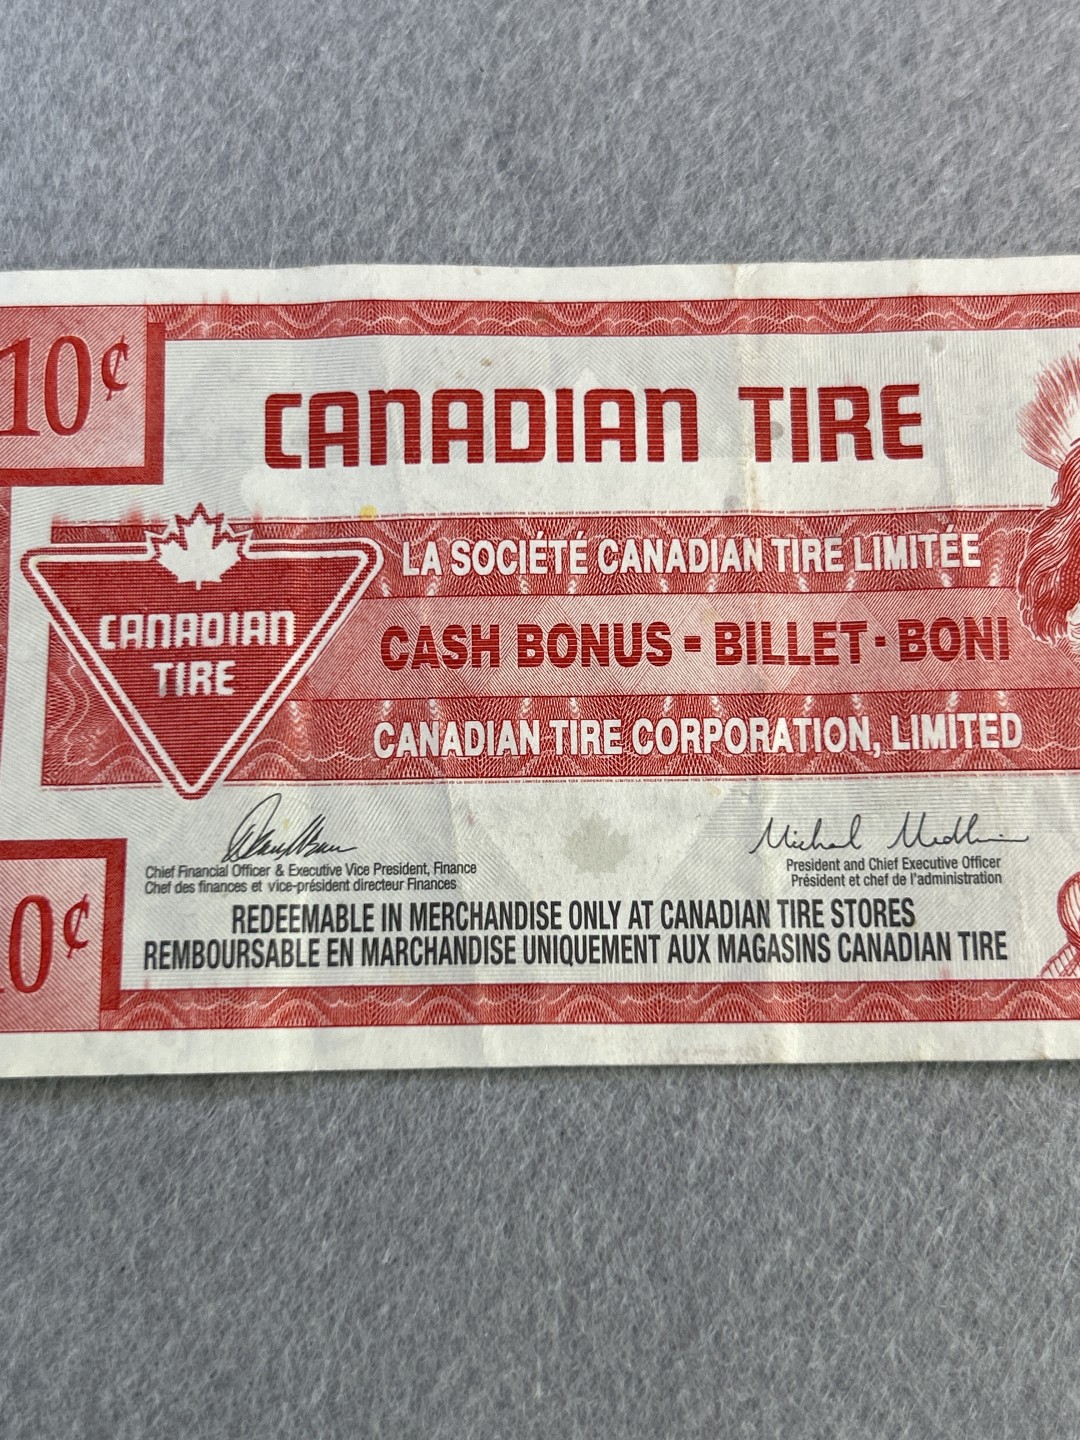 10¢
CANADIAN TIRE
LA SOCIÉTÉ CANADIAN TIRE LIMITÉE
CANADIAN
TIRE
CASH BONUS ▪ BILLET · BONI
CANADIAN TIRE CORPORATION, LIMITED
Chief Financial Officer & Executive Vice President, Finance
Chef des finances et vice-président directeur Finances
President and Chief Executive Officer
Président et chef de l'administration
0¢
REDEEMABLE IN MERCHANDISE ONLY AT CANADIAN TIRE STORES
REMBOURSABLE EN MARCHANDISE UNIQUEMENT AUX MAGASINS CANADIAN TIRE